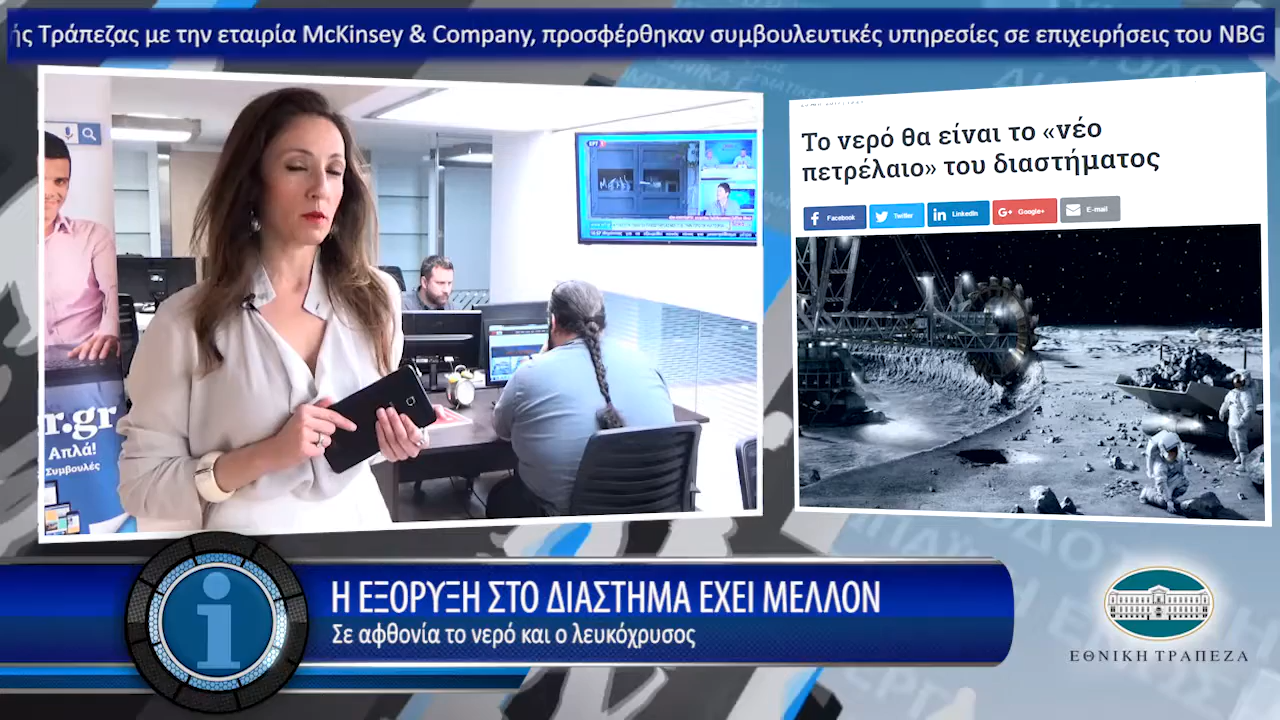 ής Τράπεζας με την εταιρία McKinsey & Company, προσφέρθηκαν συμβουλευτικές υπηρεσίες σε επιχειρήσεις του NBG
Το νερό θα είναι το «νέο
πετρέλαιο» του διαστήματος
Facebook
Twitter
LinkedIn
Google+
E-mail
ΕΡΤ
r.gr
Απλά!
Συμβουλές
Η ΕΞΟΡΥΞΗ ΣΤΟ ΔΙΑΣΤΗΜΑ ΕΧΕΙ ΜΕΛΛΟΝ
Σε αφθονία το νερό και ο λευκόχρυσος
ΕΘΝΙΚΗ ΤΡΑΠΕΖΑ